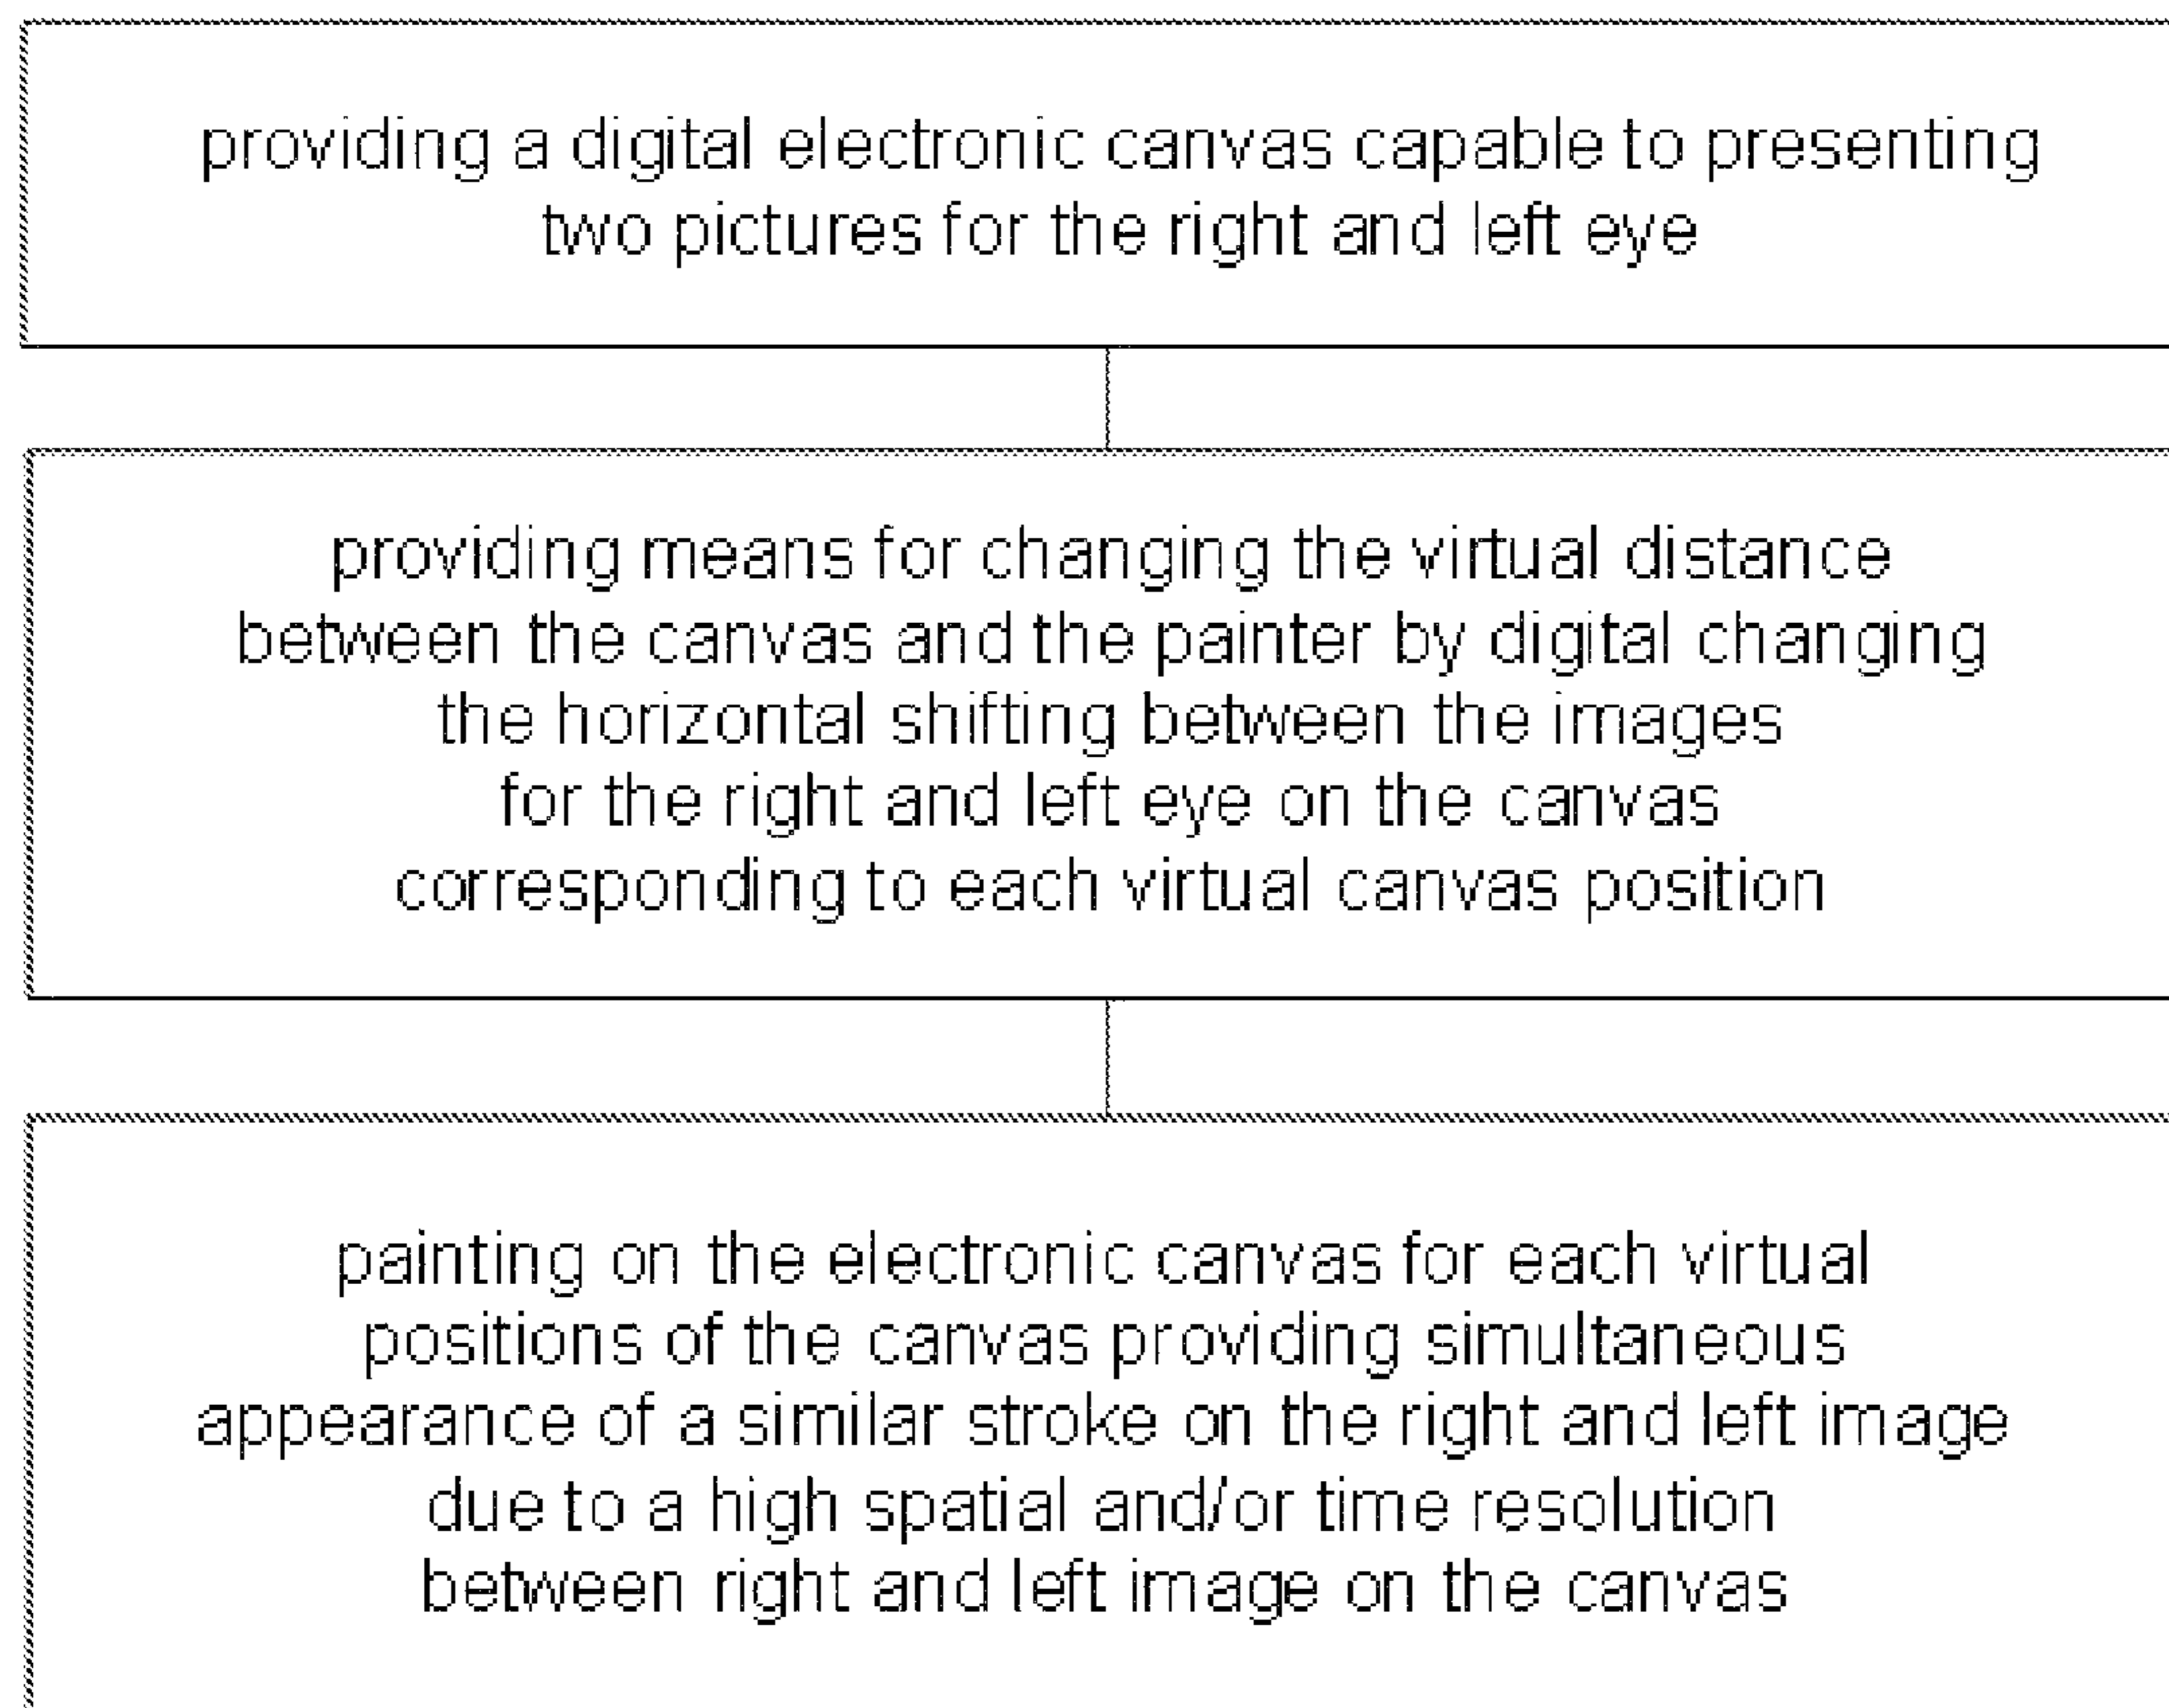 providing a digital electronic canvas capable to presenting
two pictures for the right and left eye
providing means for changing the virtual distance
between the canvas and the painter by digital changing
the horizontal shifting between the images
for the right and left eye on the canvas
corresponding to each virtual canvas position
painting on the electronic canvas for each virtual
positions of the canvas providing simultaneous
appearance of a similar stroke on the right and left image
due to a high spatial and/or time resolution
between right and left image on the canvas